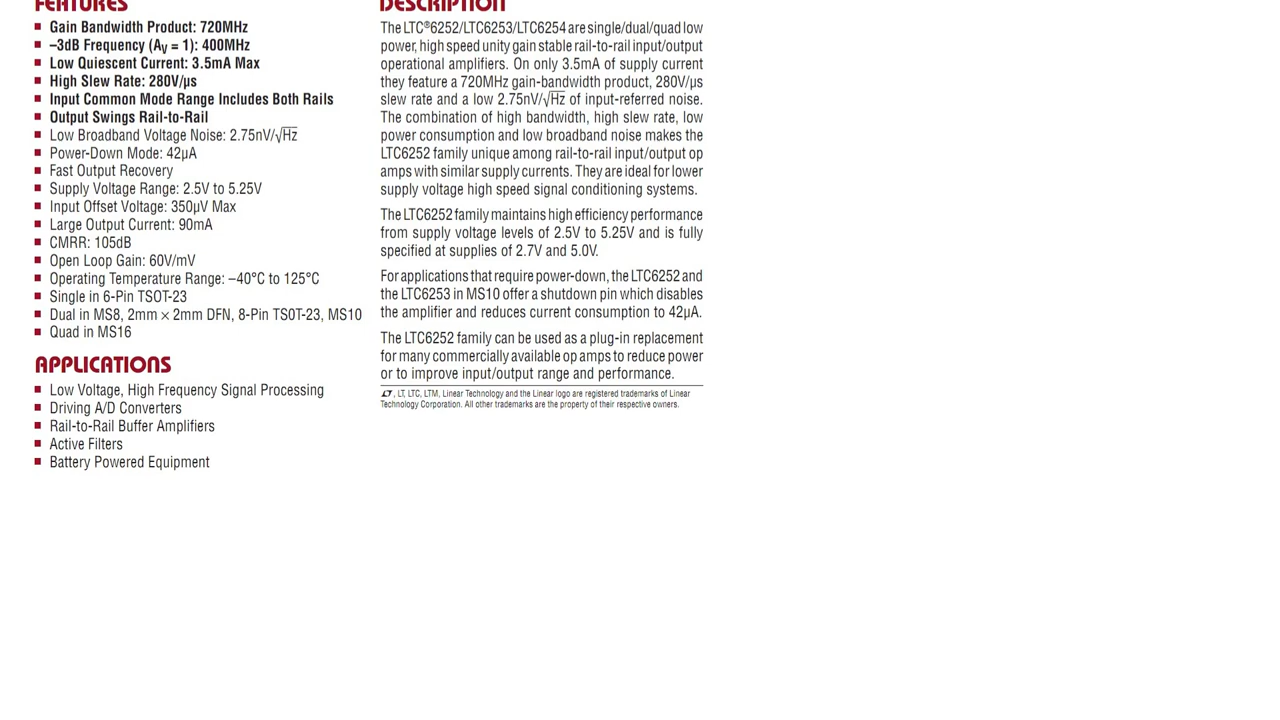 FEATURES
Gain Bandwidth Product: 720MHz
–3dB Frequency (AV = 1): 400MHz
Low Quiescent Current: 3.5mA Max
High Slew Rate: 280V/µs
Input Common Mode Range Includes Both Rails
Output Swings Rail-to-Rail
Low Broadband Voltage Noise: 2.75nV/√Hz
Power-Down Mode: 42µA
Fast Output Recovery
Supply Voltage Range: 2.5V to 5.25V
Input Offset Voltage: 350µV Max
Large Output Current: 90mA
CMRR: 105dB
Open Loop Gain: 60V/mV
Operating Temperature Range: –40°C to 125°C
Single in 6-Pin TSOT-23
Dual in MS8, 2mm × 2mm DFN, 8-Pin TSOT-23, MS10
Quad in MS16
APPLICATIONS
Low Voltage, High Frequency Signal Processing
Driving A/D Converters
Rail-to-Rail Buffer Amplifiers
Active Filters
Battery Powered Equipment
DESCRIPTION
The LTC®6252/LTC6253/LTC6254 are single/dual/quad low
power, high speed unity gain stable rail-to-rail input/output
operational amplifiers. On only 3.5mA of supply current
they feature a 720MHz gain-bandwidth product, 280V/µs
slew rate and a low 2.75nV/√Hz of input-referred noise.
The combination of high bandwidth, high slew rate, low
power consumption and low broadband noise makes the
LTC6252 family unique among rail-to-rail input/output op
amps with similar supply currents. They are ideal for lower
supply voltage high speed signal conditioning systems.
The LTC6252 family maintains high efficiency performance
from supply voltage levels of 2.5V to 5.25V and is fully
specified at supplies of 2.7V and 5.0V.
For applications that require power-down, the LTC6252 and
the LTC6253 in MS10 offer a shutdown pin which disables
the amplifier and reduces current consumption to 42µA.
The LTC6252 family can be used as a plug-in replacement
for many commercially available op amps to reduce power
or to improve input/output range and performance.
LT, LT, LTC, LTM, Linear Technology and the Linear logo are registered trademarks of Linear
Technology Corporation. All other trademarks are the property of their respective owners.